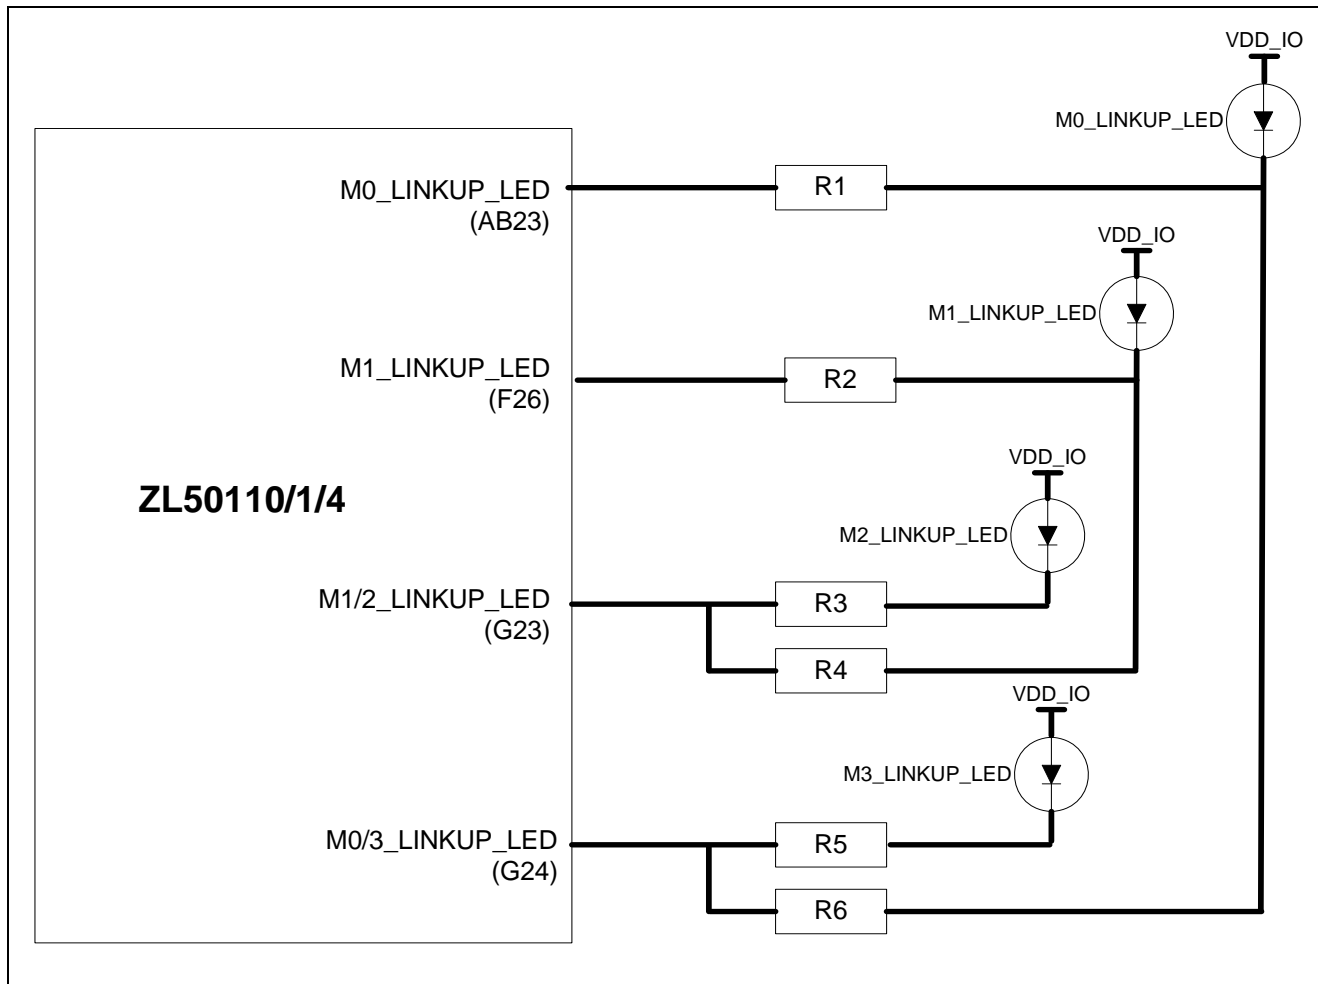 VDD_IO
M0_LINKUP_LED
M0_LINKUP_LED
(AB23)
R1
VDD_IO
M1_LINKUP_LED
M1_LINKUP_LED
(F26)
R2
VDD_IO
ZL50110/1/4
M2_LINKUP_LED
M1/2_LINKUP_LED
(G23)
R3
R4
VDD_IO
M3_LINKUP_LED
M0/3_LINKUP_LED
(G24)
R5
R6